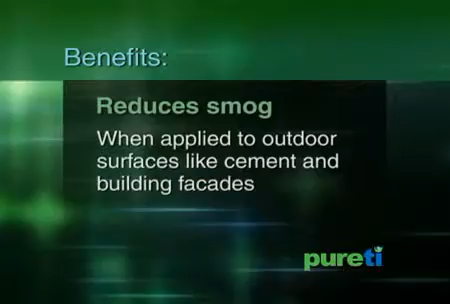 Benefits:
Reduces smog
When applied to outdoor
surfaces like cement and
building facades
pureti